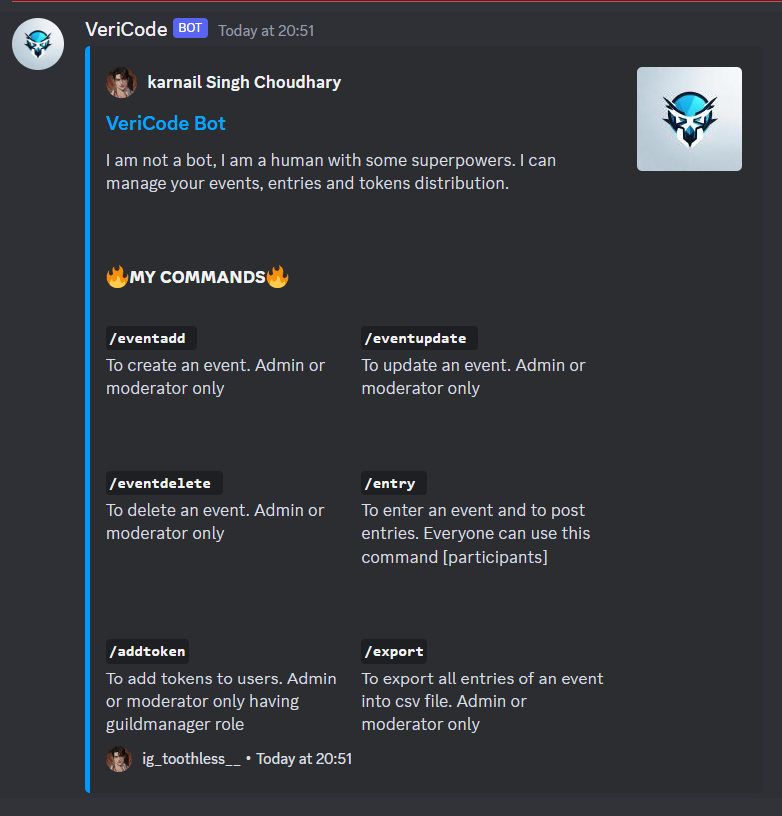 VeriCode BOT Today at 20:51
karnail Singh Choudhary
VeriCode Bot
I am not a bot, I am a human with some superpowers. I can
manage your events, entries and tokens distribution.
🔥MY COMMANDS🔥
/eventadd
To create an event. Admin or
moderator only
/eventupdate
To update an event. Admin or
moderator only
/eventdelete
To delete an event. Admin or
moderator only
/entry
To enter an event and to post
entries. Everyone can use this
command [participants]
/addtoken
To add tokens to users. Admin
or moderator only having
guildmanager role
/export
To export all entries of an event
into csv file. Admin or
moderator only
ig_toothless__ • Today at 20:51